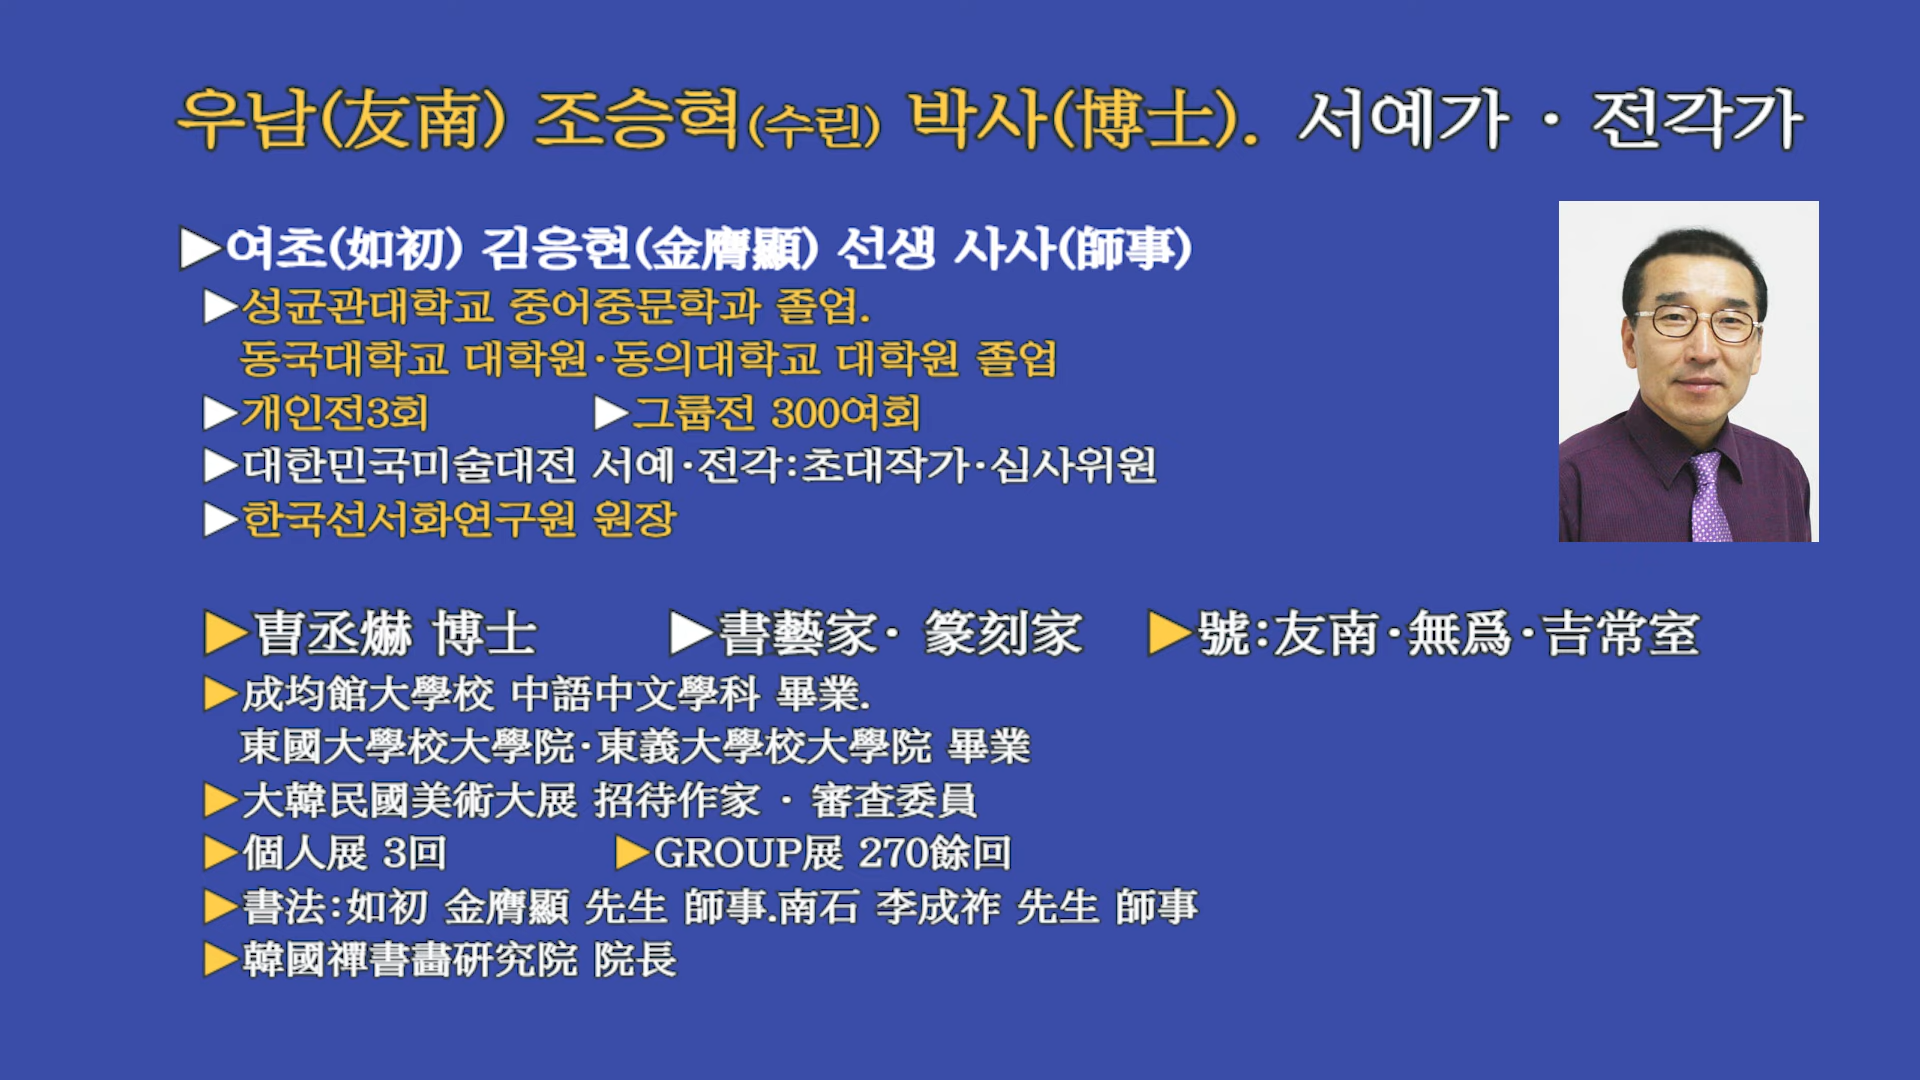 우남(友南) 조승혁(수린) 박사(博士). 서예가 · 전각가
▶여초(如初) 김응현(金膺顯) 선생 사사(師事)
▶성균관대학교 중어중문학과 졸업.
동국대학교 대학원·동의대학교 대학원 졸업
▶개인전3회 ▶그룹전 300여회
▶대한민국미술대전 서예·전각:초대작가·심사위원
▶한국선서화연구원 원장
▶曺丞爀 博士 ▶書藝家· 篆刻家 ▶號:友南·無爲·吉常室
▶成均館大學校 中語中文學科 畢業.
東國大學校大學院·東義大學校大學院 畢業
▶大韓民國美術大展 招待作家 · 審査委員
▶個人展 3回 ▶GROUP展 270餘回
▶書法:如初 金膺顯 先生 師事.南石 李成祚 先生 師事
▶韓國禪書畵硏究院 院長